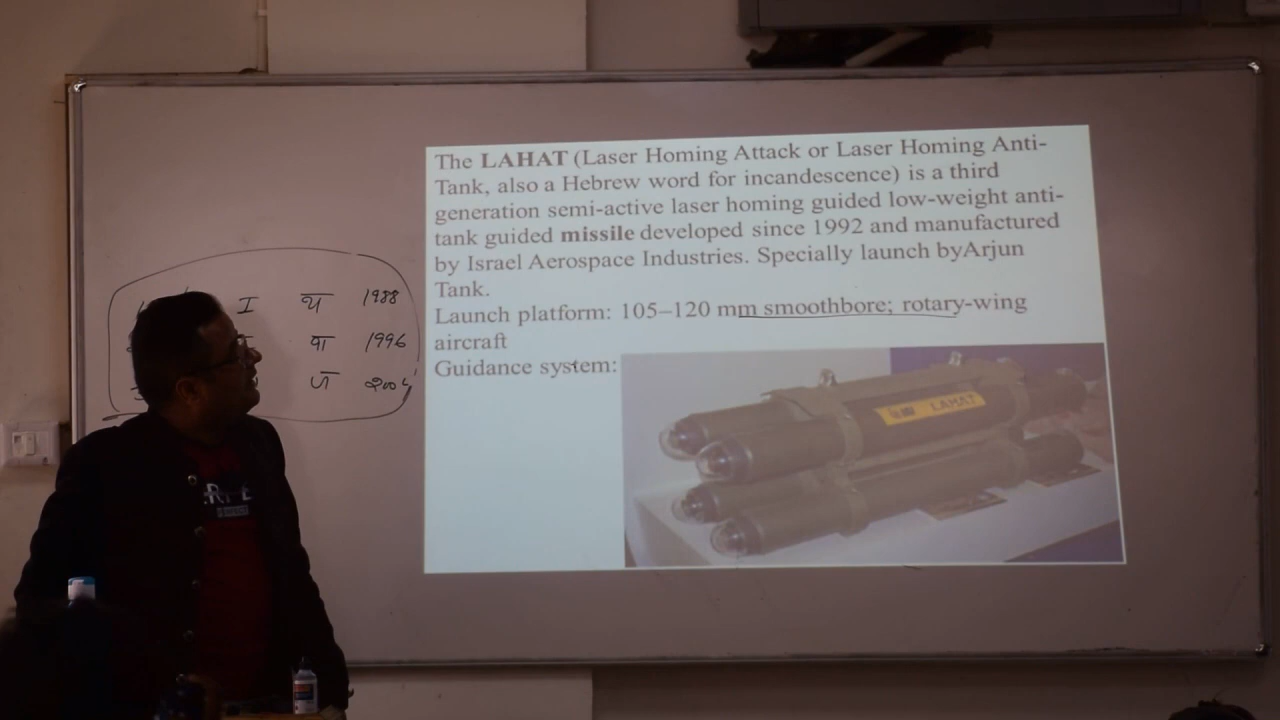 The LAHAT (Laser Homing Attack or Laser Homing Anti-
Tank, also a Hebrew word for incandescence) is a third
generation semi-active laser homing guided low-weight anti-
tank guided missile developed since 1992 and manufactured
by Israel Aerospace Industries. Specially launch byArjun
Tank.
Launch platform: 105–120 mm smoothbore; rotary-wing
aircraft
Guidance system:
LAHAT
I य 1988
पा 1996
ज